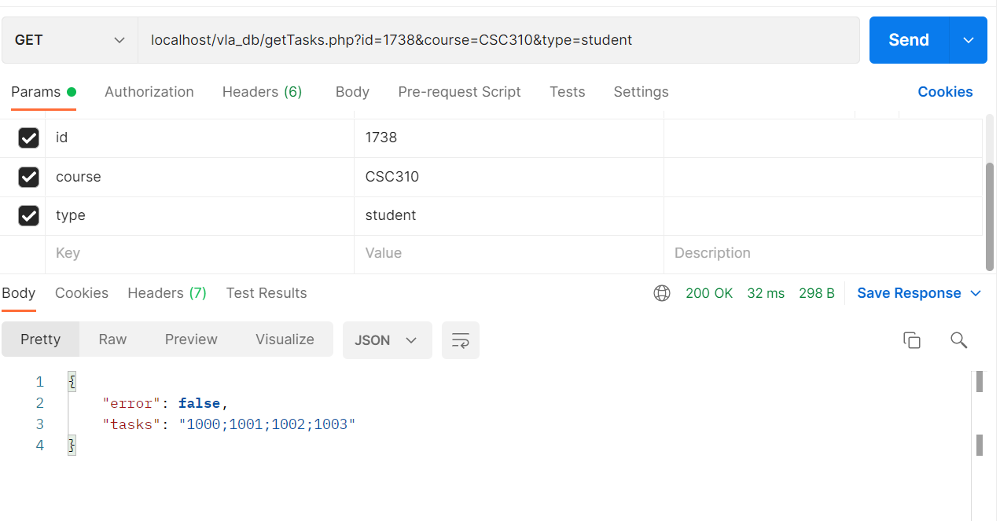 GET localhost/vla_db/getTasks.php?id=1738&course=CSC310&type=student Send
Params Authorization Headers (6) Body Pre-request Script Tests Settings Cookies
id 1738
course CSC310
type student
Key Value Description
Body Cookies Headers (7) Test Results 200 OK 32 ms 298 B Save Response
Pretty Raw Preview Visualize JSON
1 {
2 "error": false,
3 "tasks": "1000;1001;1002;1003"
4 }